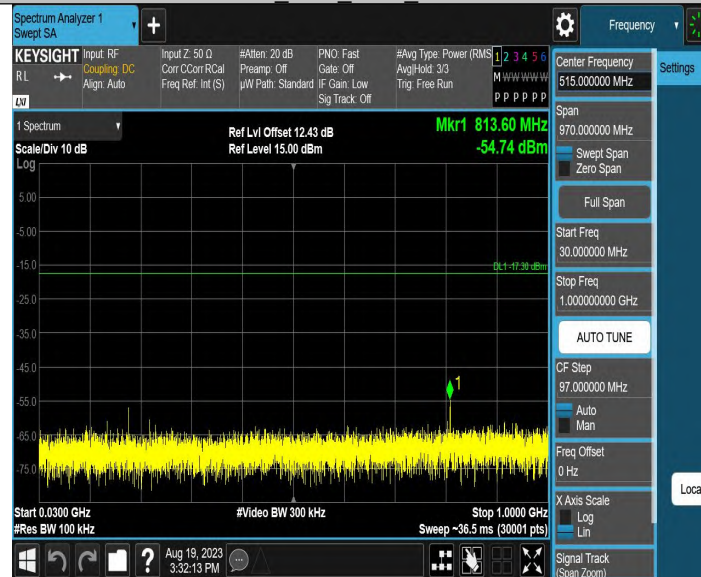 Spectrum Analyzer 1
Swept SA
+
Frequency
KEYSIGHT
RL
LXI
Input: RF
Coupling: DC
Align: Auto
Input Z: 50 Ω
Corr CCorr RCal
Freq Ref: Int (S)
#Atten: 20 dB
Preamp: Off
µW Path: Standard
PNO: Fast
Gate: Off
IF Gain: Low
Sig Track: Off
#Avg Type: Power (RMS
Avg|Hold: 3/3
Trig: Free Run
1 2 3 4 5 6
M W W W W W
P P P P P P
1 Spectrum
Scale/Div 10 dB
Log
Ref Lvl Offset 12.43 dB
Ref Level 15.00 dBm
Mkr1 813.60 MHz
-54.74 dBm
5.00
-5.00
-15.0
DL1 -17.30 dBm
-25.0
-35.0
-45.0
1
-55.0
-65.0
-75.0
Start 0.0300 GHz
#Res BW 100 kHz
#Video BW 300 kHz
Stop 1.0000 GHz
Sweep ~36.5 ms (30001 pts)
?
Aug 19, 2023
3:32:13 PM
Center Frequency
515.000000 MHz
Settings
Span
970.000000 MHz
Swept Span
Zero Span
Full Span
Start Freq
30.000000 MHz
Stop Freq
1.000000000 GHz
AUTO TUNE
CF Step
97.000000 MHz
Auto
Man
Freq Offset
0 Hz
X Axis Scale
Log
Lin
Loca
Signal Track
(Span Zoom)